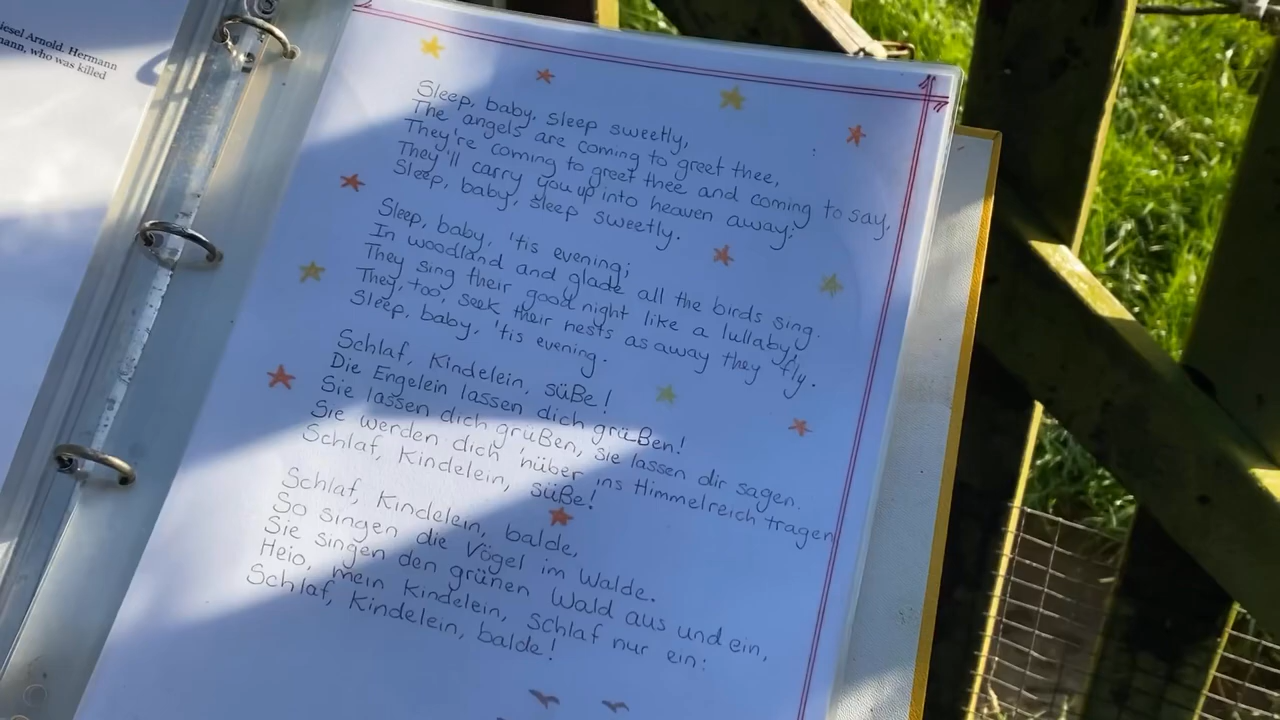 iesel Arnold. Hermann
mann, who was killed
Sleep, baby, sleep sweetly,
The angels are coming to greet thee,
They're coming to greet thee and coming to say,
They'll carry you up into heaven away;
Sleep, baby, sleep sweetly.
Sleep, baby, 'tis evening;
In woodland and glade all the birds sing.
They sing their good night like a lullaby,
They, too, seek their nests as away they fly.
Sleep, baby, 'tis evening.
Schlaf, Kindelein, süße!
Die Engelein lassen dich grüßen!
Sie lassen dich grüßen, sie lassen dir sagen.
Sie werden dich 'nüber ins Himmelreich tragen
Schlaf, Kindelein, süße!
Schlaf, Kindelein, balde,
So singen die Vögel im Walde.
Sie singen den grünen Wald aus und ein,
Heio, mein Kindelein, schlaf nur ein:
Schlaf, Kindelein, balde!